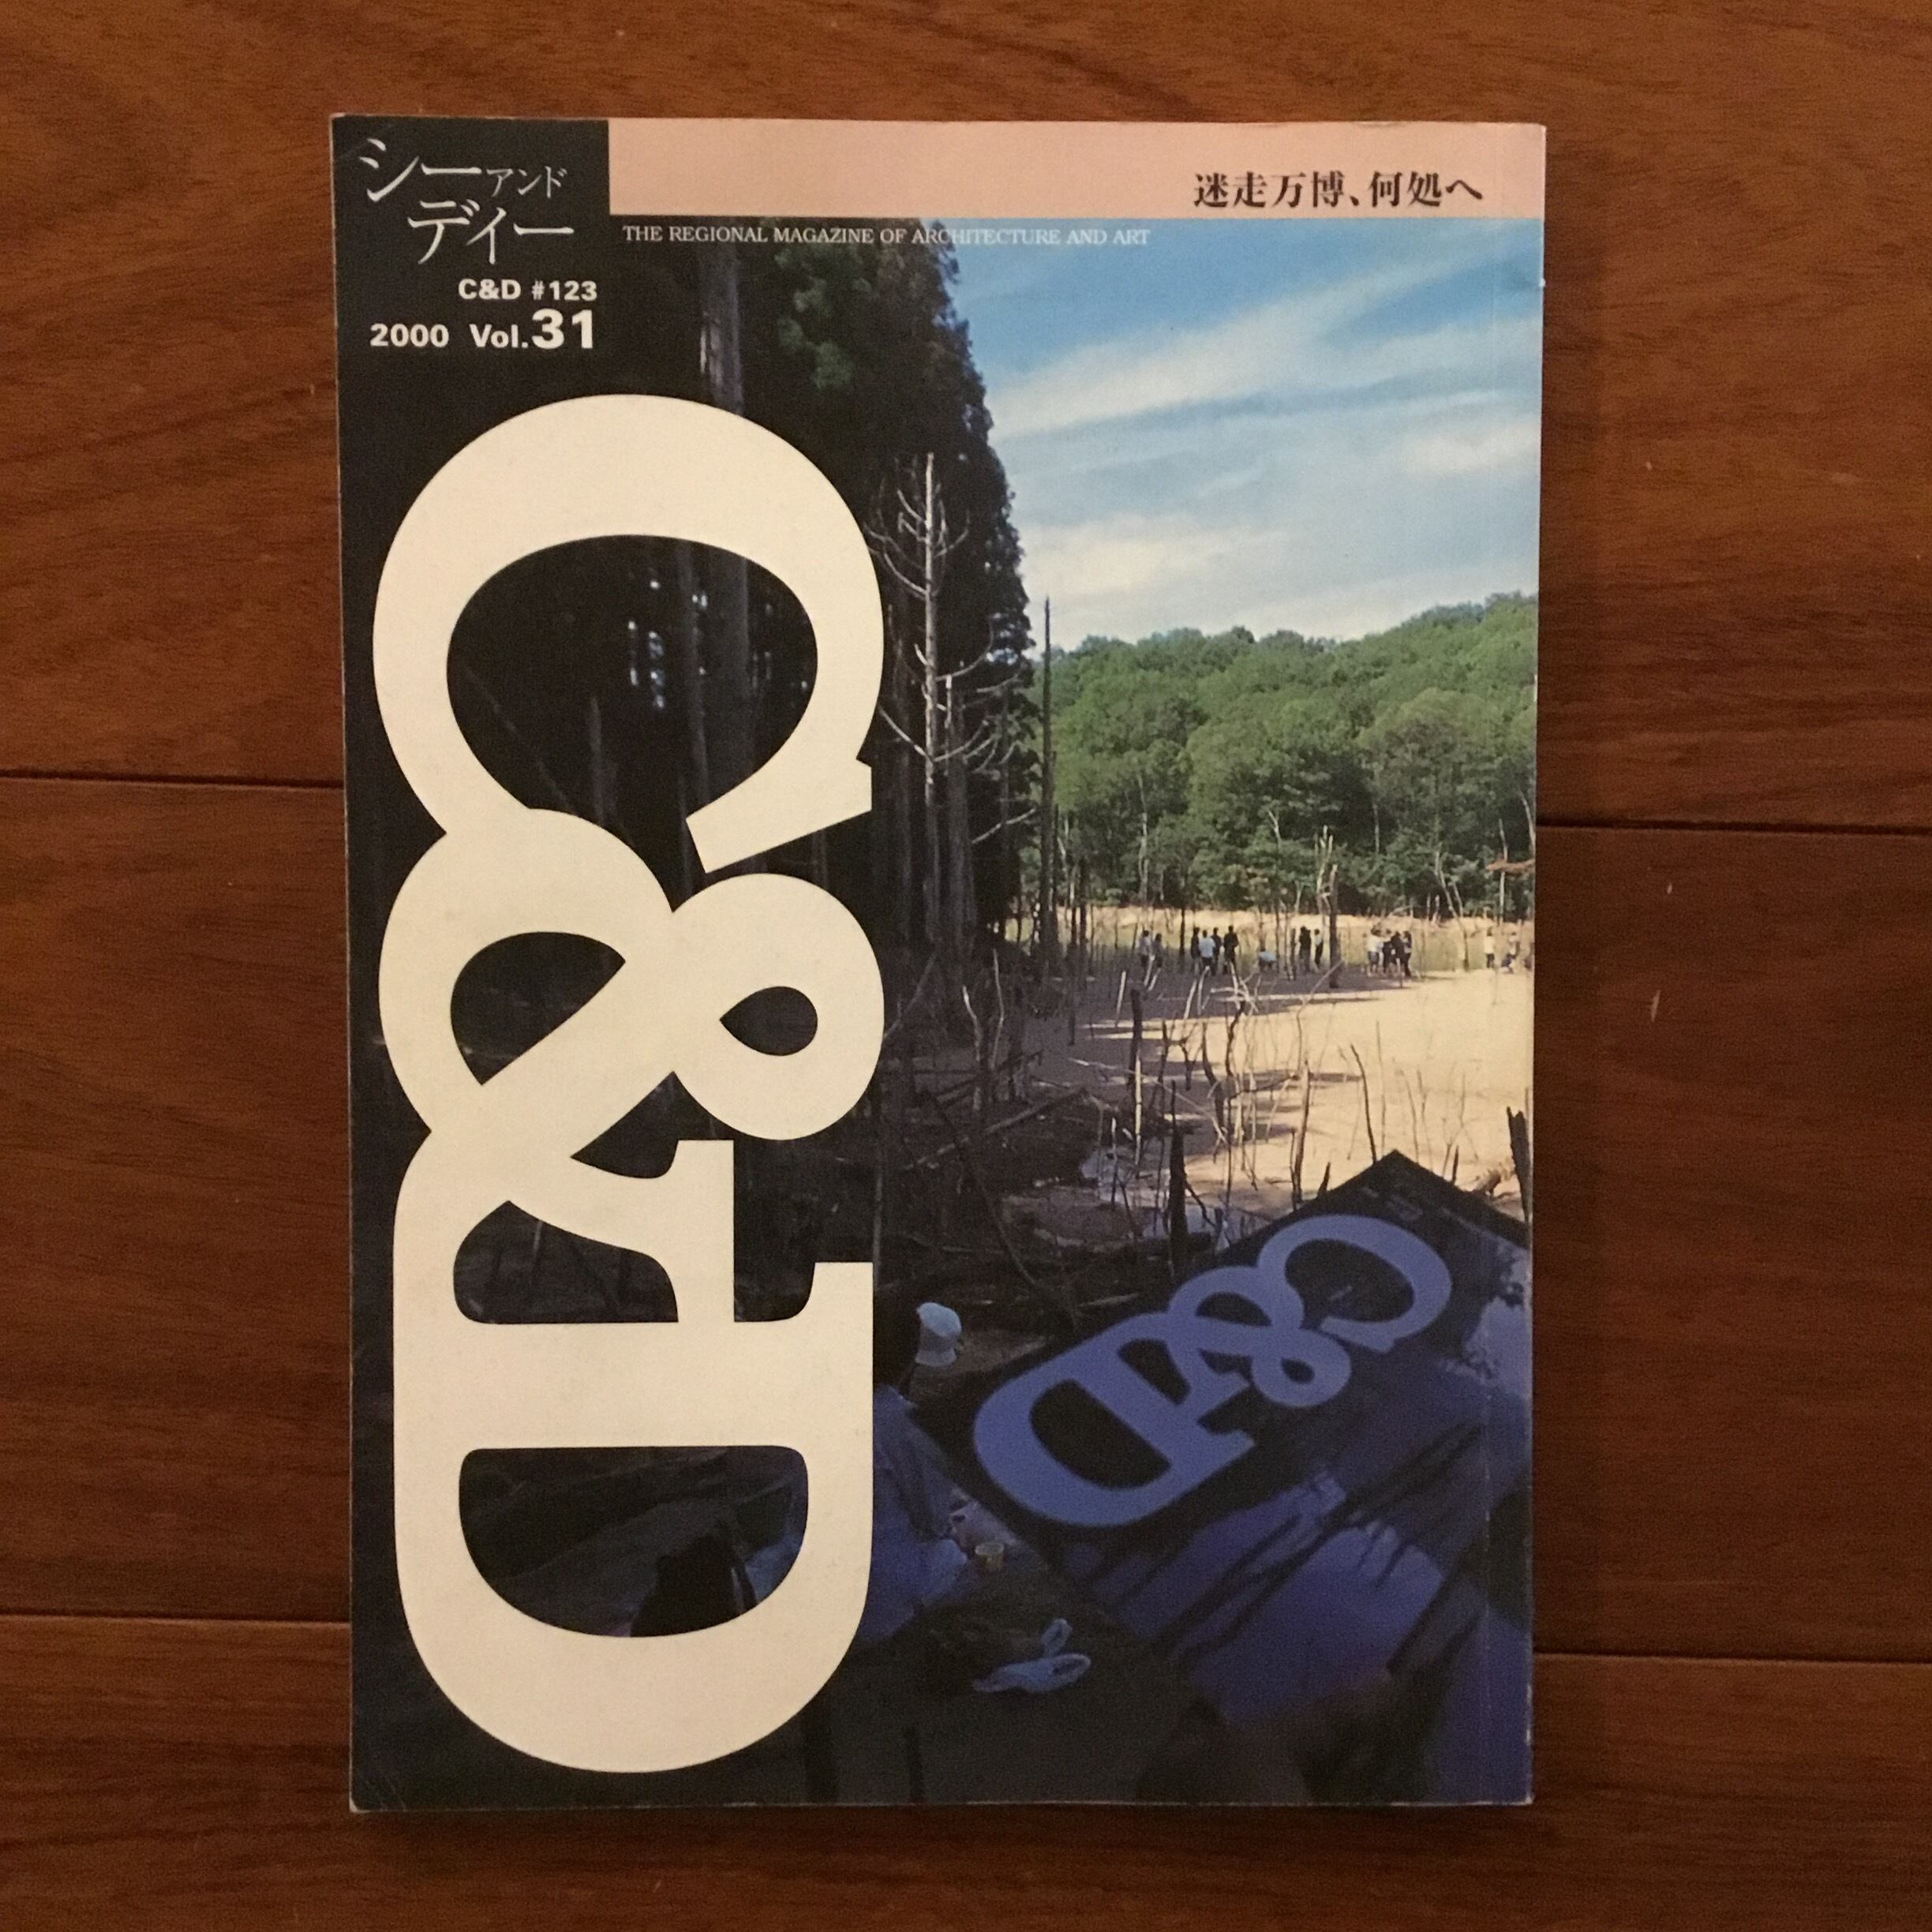 シーアンド
ディー
迷走万博、何処へ
THE REGIONAL MAGAZINE OF ARCHITECTURE AND ART
C&D #123
2000 Vol.31
C&D
C&D